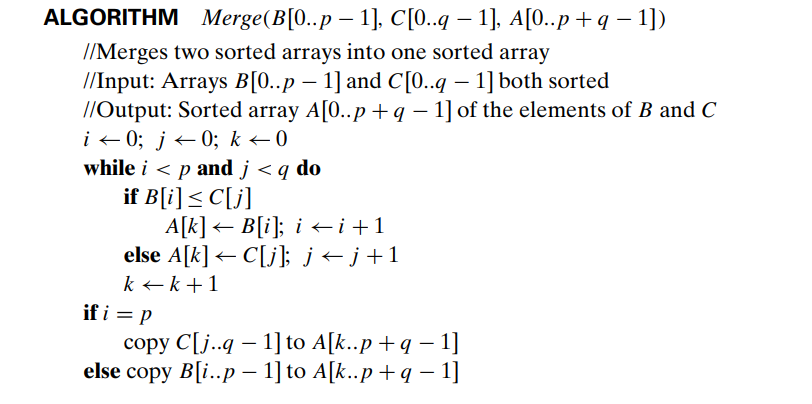 ALGORITHM Merge(B[0..p − 1], C[0..q − 1], A[0..p + q − 1])
//Merges two sorted arrays into one sorted array
//Input: Arrays B[0..p − 1] and C[0..q − 1] both sorted
//Output: Sorted array A[0..p + q − 1] of the elements of B and C
i ← 0; j ← 0; k ← 0
while i < p and j < q do
if B[i] ≤ C[j]
A[k] ← B[i]; i ← i + 1
else A[k] ← C[j]; j ← j + 1
k ← k + 1
if i = p
copy C[j..q − 1] to A[k..p + q − 1]
else copy B[i..p − 1] to A[k..p + q − 1]